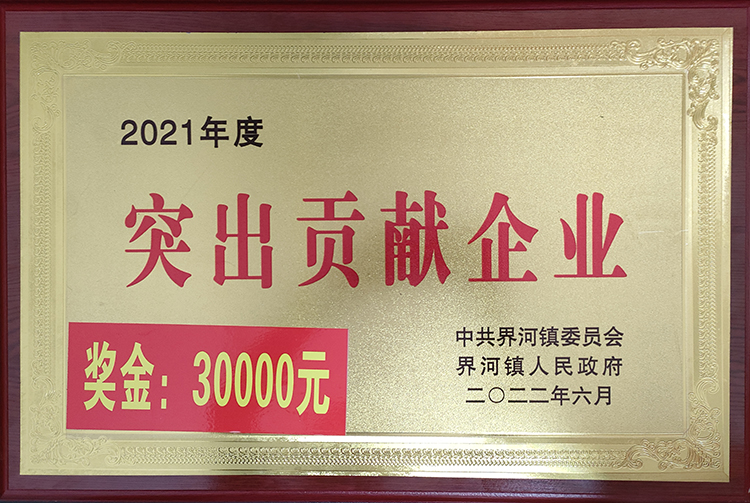 2021年度
突出贡献企业
奖金：30000元
中共界河镇委员会
界河镇人民政府
二〇二二年六月